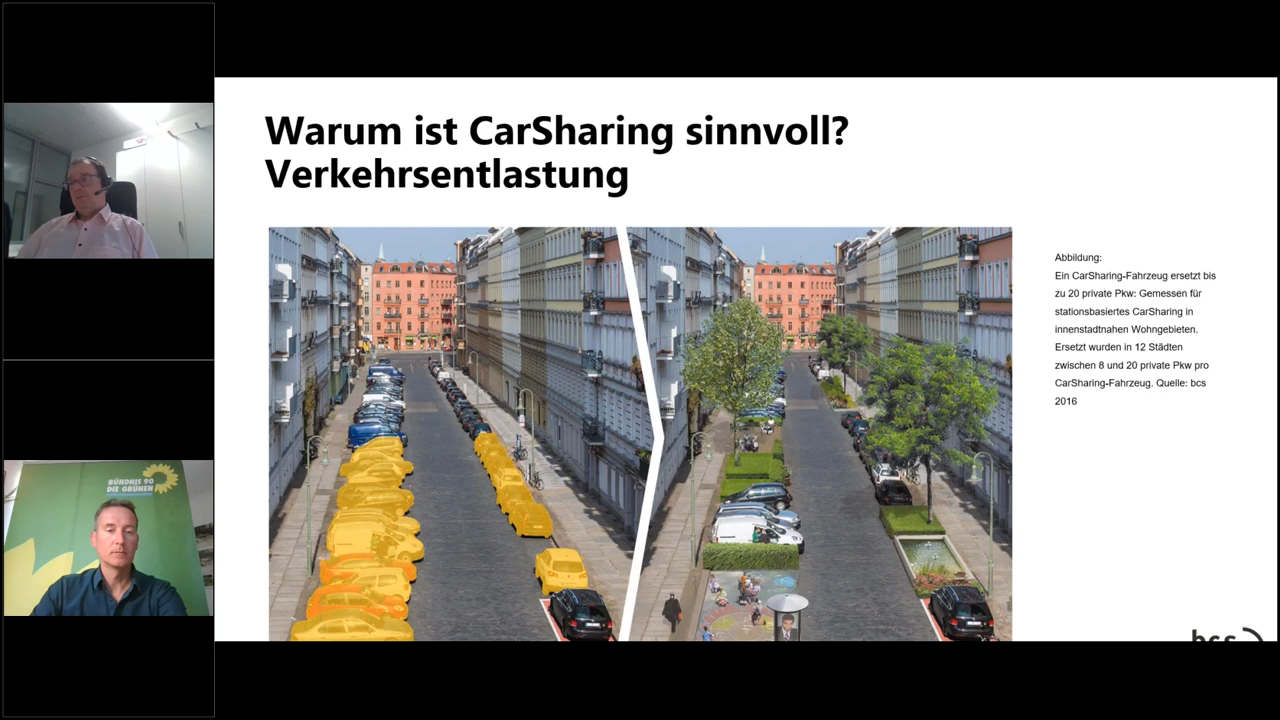 Warum ist CarSharing sinnvoll?
Verkehrsentlastung
Abbildung:
Ein CarSharing-Fahrzeug ersetzt bis
zu 20 private Pkw: Gemessen für
stationsbasiertes CarSharing in
innenstadtnahen Wohngebieten.
Ersetzt wurden in 12 Städten
zwischen 8 und 20 private Pkw pro
CarSharing-Fahrzeug. Quelle: bcs
2016
BÜNDNIS 90
DIE GRÜNEN
bcs